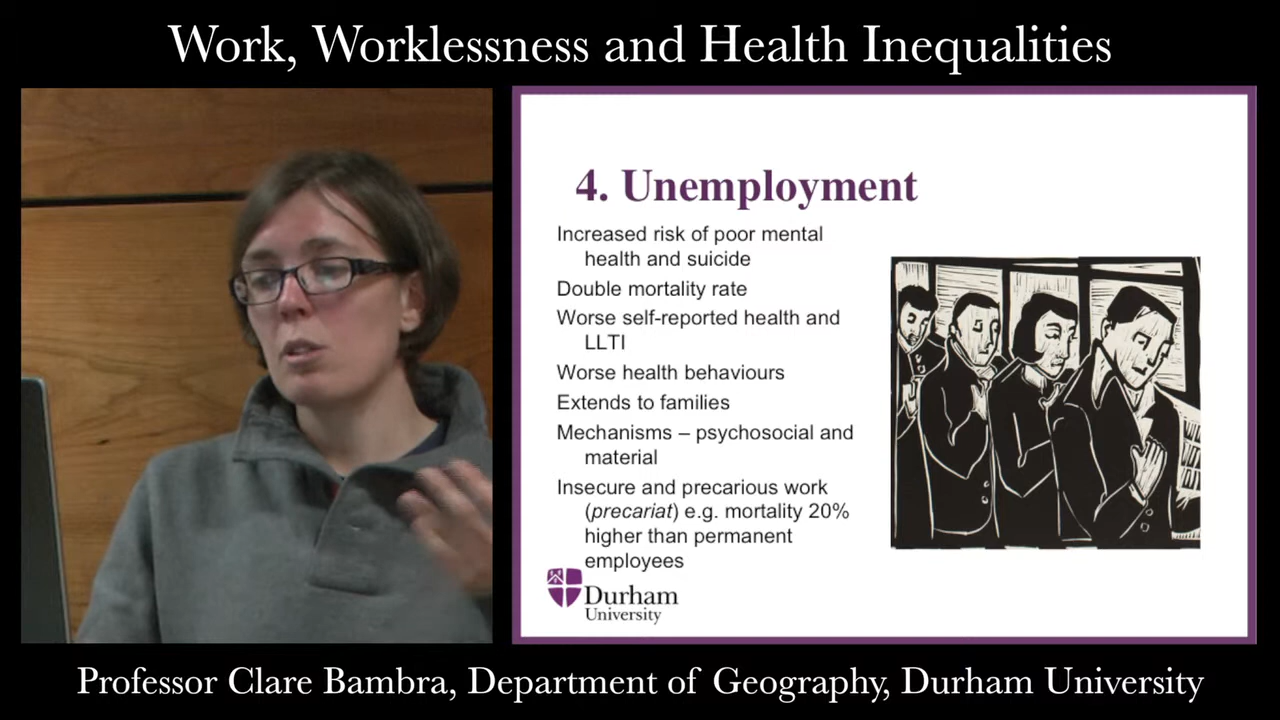 Work, Worklessness and Health Inequalities
4. Unemployment
Increased risk of poor mental
health and suicide
Double mortality rate
Worse self-reported health and
LLTI
Worse health behaviours
Extends to families
Mechanisms – psychosocial and
material
Insecure and precarious work
(precariat) e.g. mortality 20%
higher than permanent
employees
Durham
University
Professor Clare Bambra, Department of Geography, Durham University